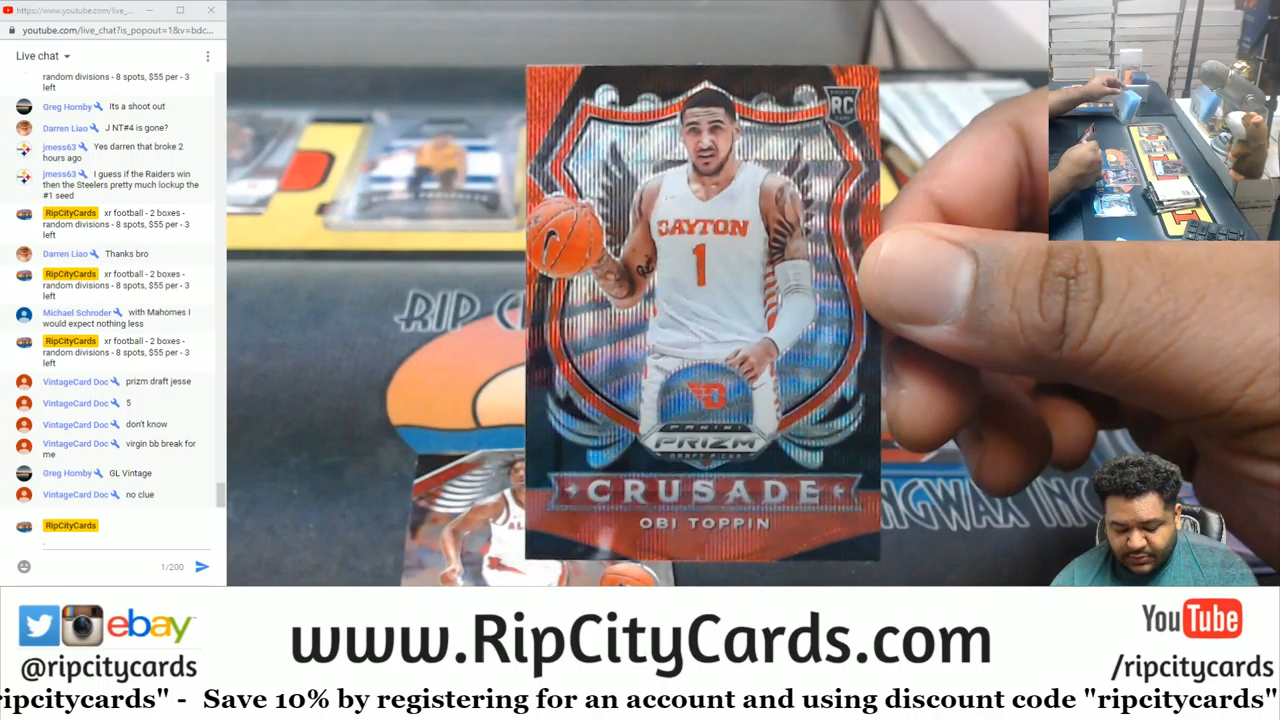 https://www.youtube.com/live_...
youtube.com/live_chat?is_popout=1&v=bdc...
Live chat
random divisions - 8 spots, $55 per - 3
left
Greg Hornby Its a shoot out
Darren Liao J NT#4 is gone?
jmess63 Yes darren that broke 2
hours ago
jmess63 I guess if the Raiders win
then the Steelers pretty much lockup the
#1 seed
RipCityCards xr football - 2 boxes -
random divisions - 8 spots, $55 per - 3
left
Darren Liao Thanks bro
RipCityCards xr football - 2 boxes -
random divisions - 8 spots, $55 per - 3
left
Michael Schroder with Mahomes I
would expect nothing less
RipCityCards xr football - 2 boxes -
random divisions - 8 spots, $55 per - 3
left
VintageCard Doc prizm draft jesse
VintageCard Doc 5
VintageCard Doc don't know
VintageCard Doc virgin bb break for
me
Greg Hornby GL Vintage
VintageCard Doc no clue
RipCityCards
.
1/200
RC
DAYTON
1
RIP C
PANINI
PRIZM
DRAFT PICKS
CRUSADE
OBI TOPPIN
INGWAX INC
ebay
@ripcitycards
www.RipCityCards.com
YouTube
/ripcitycards
ripcitycards" - Save 10% by registering for an account and using discount code "ripcitycards"